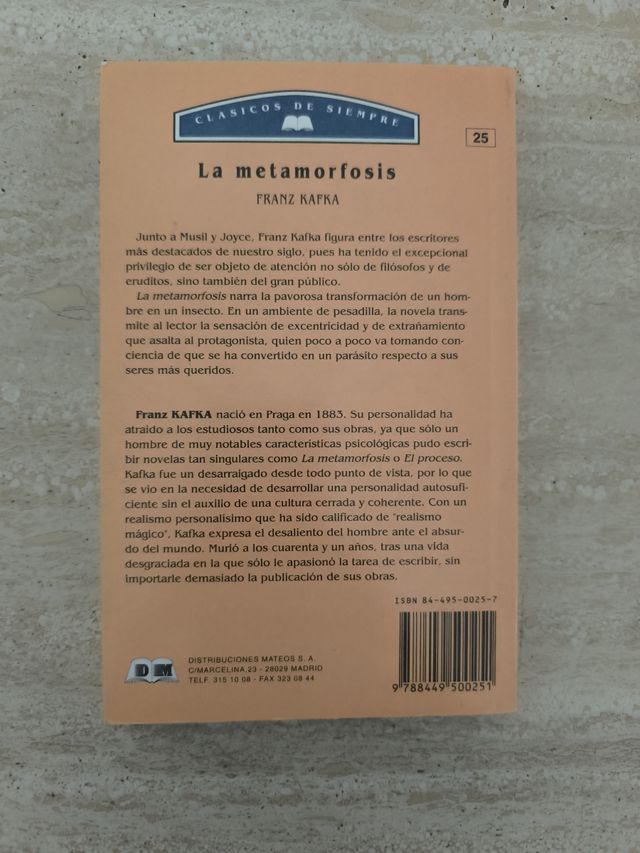 CLASICOS DE SIEMPRE
25
La metamorfosis
FRANZ KAFKA
Junto a Musil y Joyce, Franz Kafka figura entre los escritores
más destacados de nuestro siglo, pues ha tenido el excepcional
privilegio de ser objeto de atención no sólo de filósofos y de
eruditos, sino también del gran público.
La metamorfosis narra la pavorosa transformación de un hom-
bre en un insecto. En un ambiente de pesadilla, la novela trans-
mite al lector la sensación de excentricidad y de extrañamiento
que asalta al protagonista, quien poco a poco va tomando con-
ciencia de que se ha convertido en un parásito respecto a sus
seres más queridos.
Franz KAFKA nació en Praga en 1883. Su personalidad ha
atraido a los estudiosos tanto como sus obras, ya que sólo un
hombre de muy notables características psicológicas pudo escri-
bir novelas tan singulares como La metamorfosis o El proceso.
Kafka fue un desarraigado desde todo punto de vista, por lo que
se vio en la necesidad de desarrollar una personalidad autosufi-
ciente sin el auxilio de una cultura cerrada y coherente. Con un
realismo personalisimo que ha sido calificado de "realismo
mágico", Kafka expresa el desaliento del hombre ante el absur-
do del mundo. Murió a los cuarenta y un años, tras una vida
desgraciada en la que sólo le apasionó la tarea de escribir, sin
importarle demasiado la publicación de sus obras.
ISBN 84-495-0025-7
9 788449 500251
DM
DISTRIBUCIONES MATEOS S. A.
C/MARCELINA,23 - 28029 MADRID
TELF. 315 10 08 - FAX 323 08 44